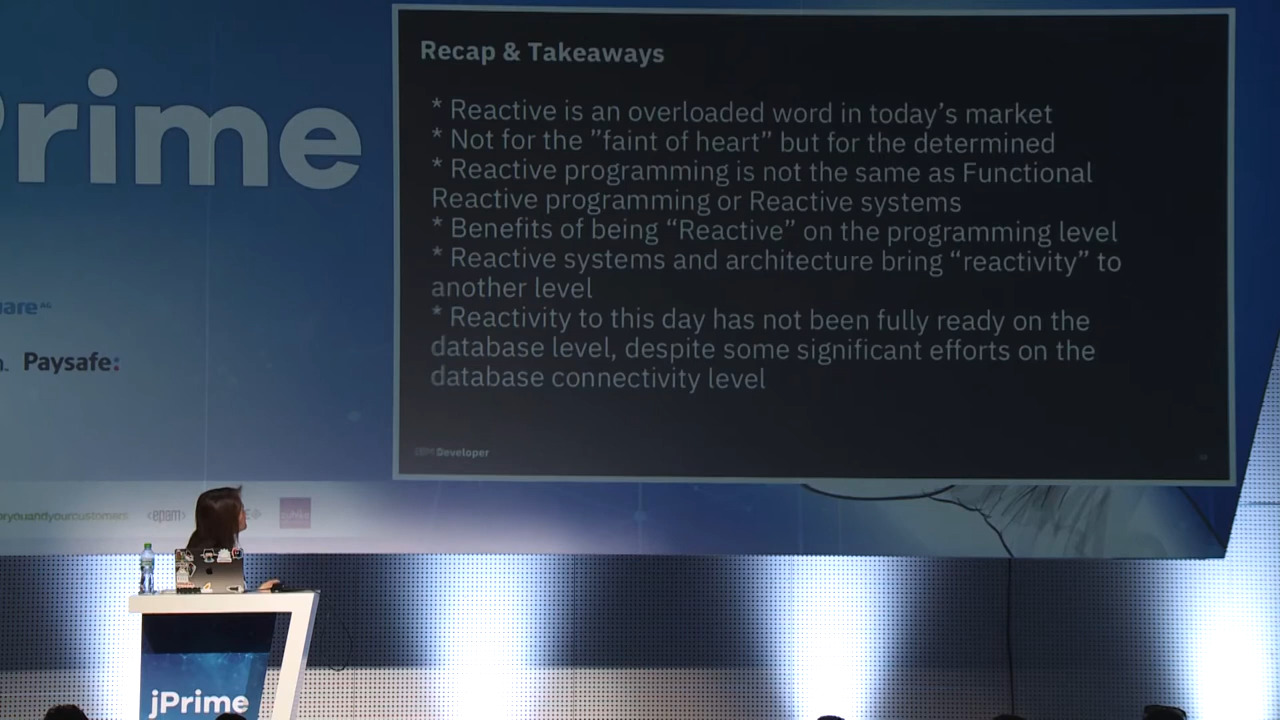 Recap & Takeaways
* Reactive is an overloaded word in today's market
* Not for the ”faint of heart” but for the determined
* Reactive programming is not the same as Functional
Reactive programming or Reactive systems
* Benefits of being “Reactive” on the programming level
* Reactive systems and architecture bring “reactivity” to
another level
* Reactivity to this day has not been fully ready on the
database level, despite some significant efforts on the
database connectivity level
IBM Developer
Prime
ware AG
Paysafe:
oryouandyourcustomers
<epam>
jPrime